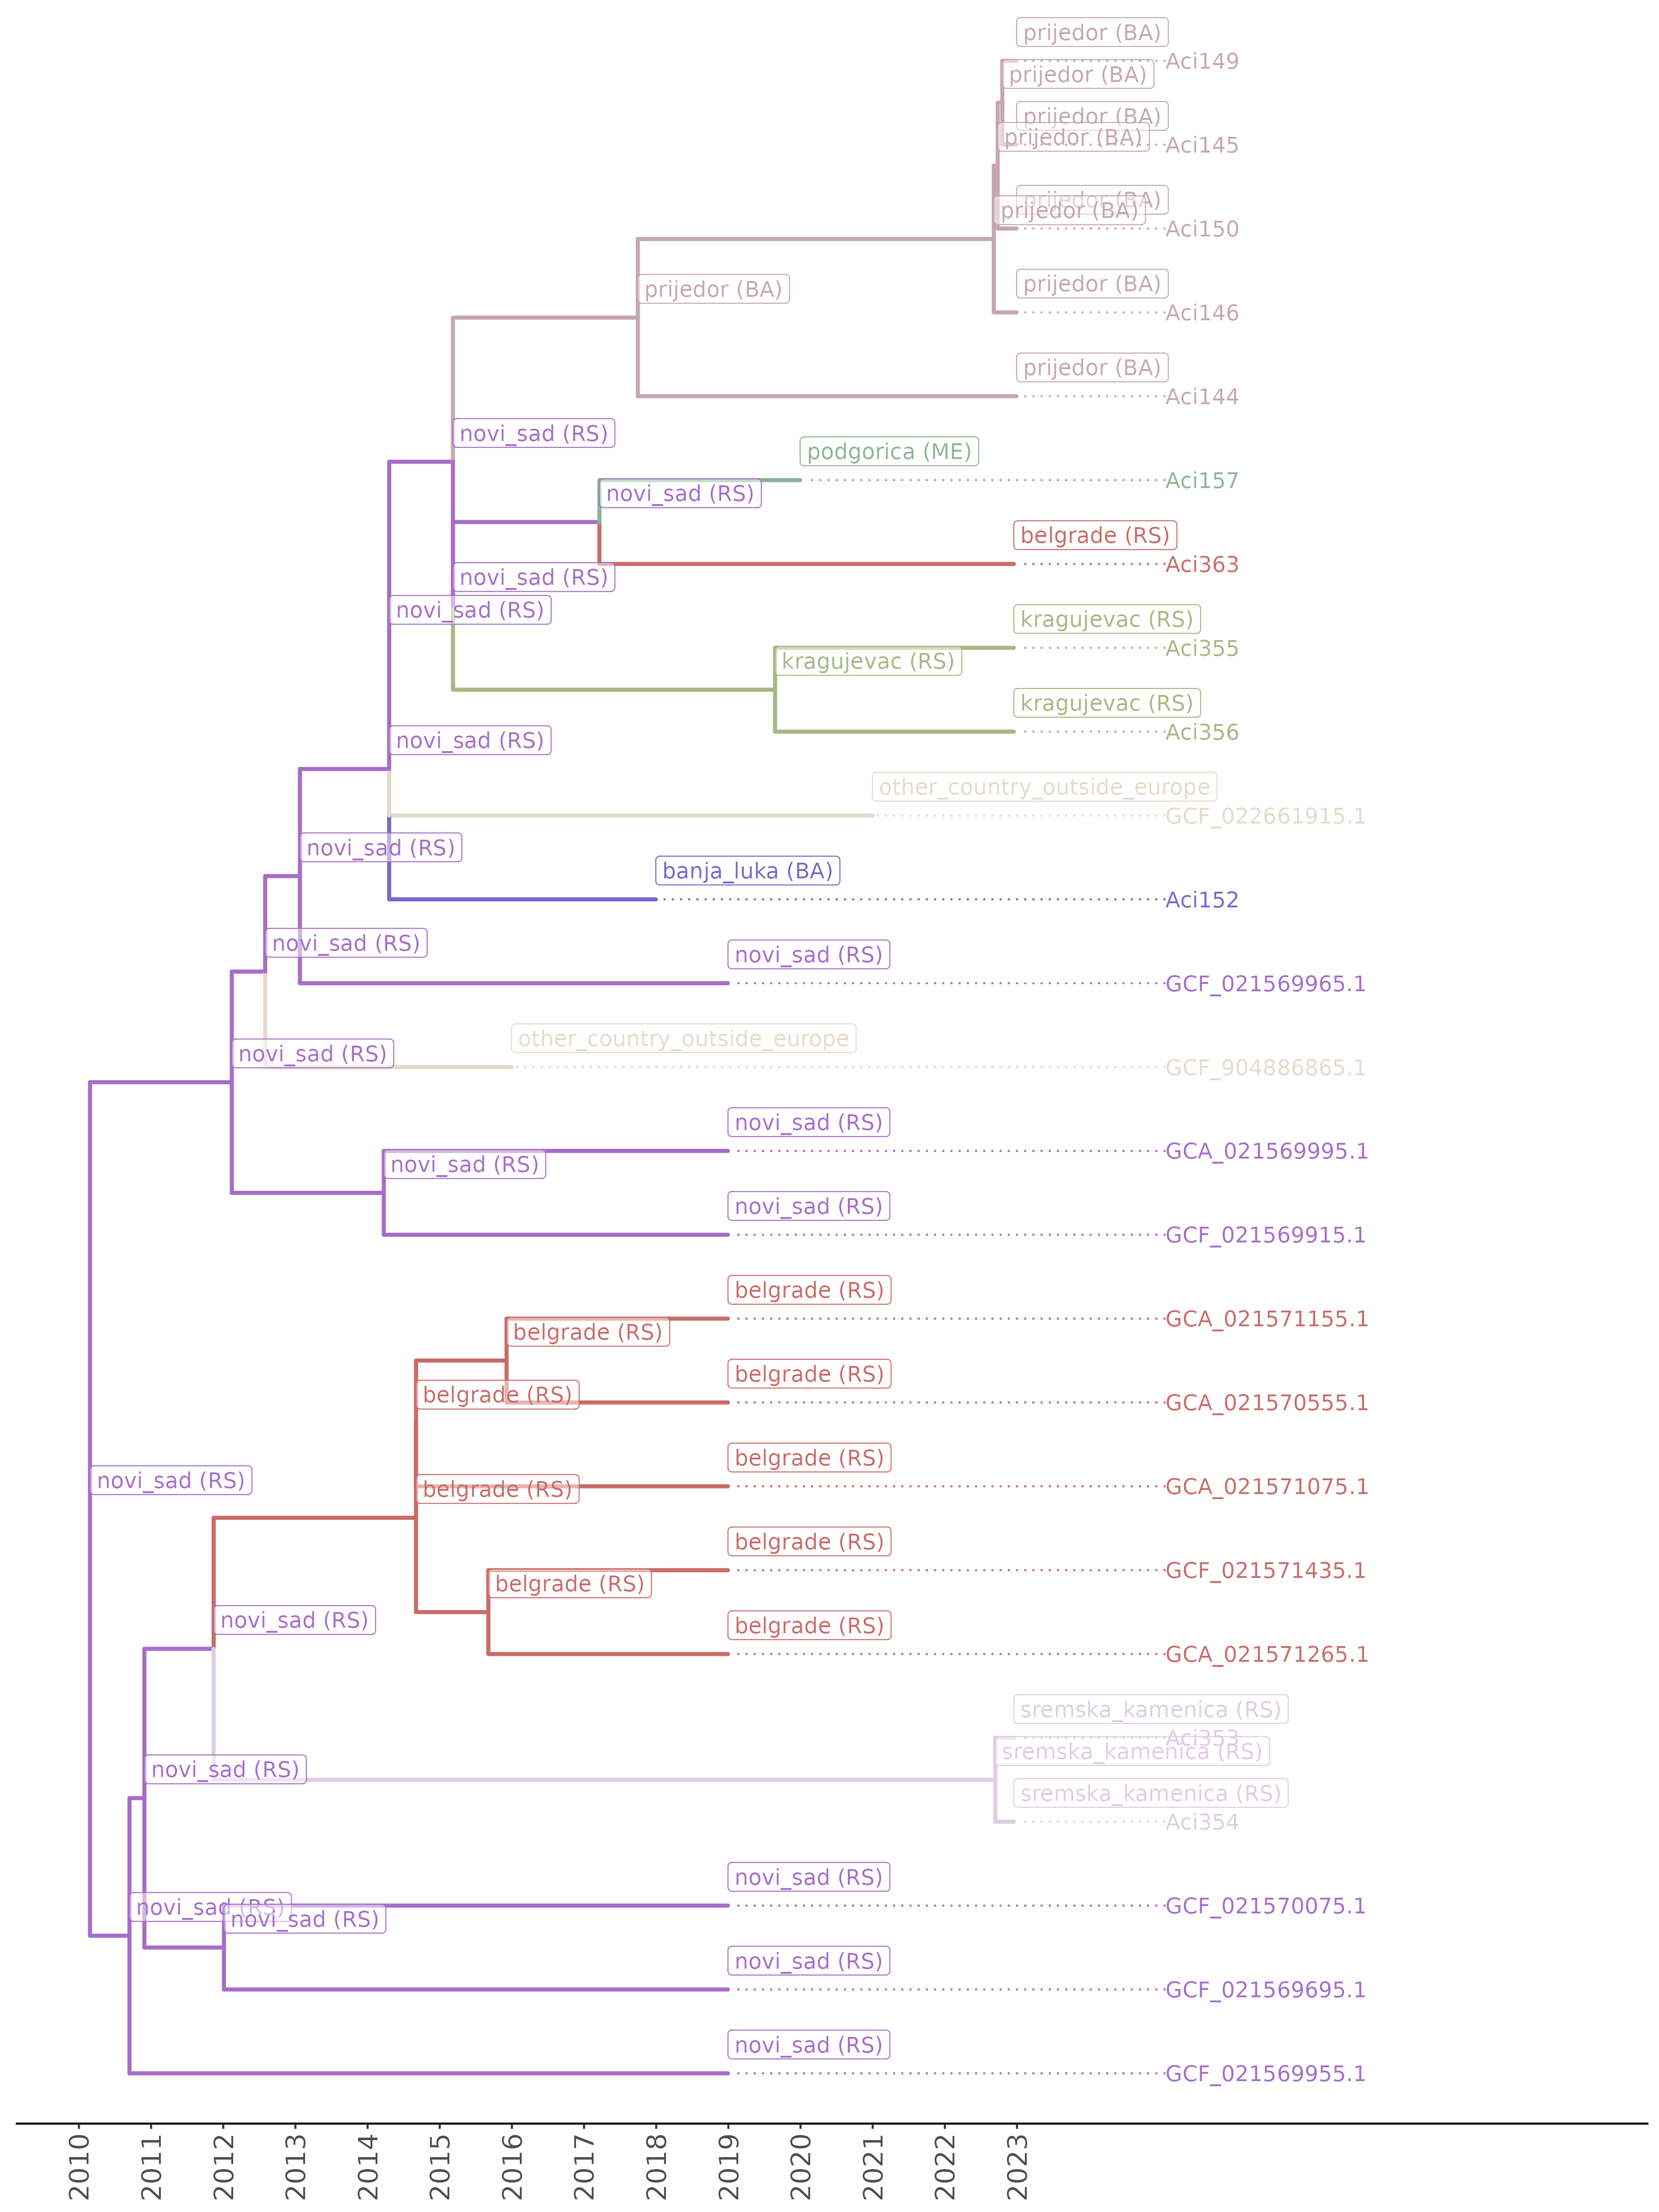 prijedor (BA)
Aci149
prijedor (BA)
prijedor (BA)
prijedor (BA)
Aci145
prijedor (BA)
prijedor (BA)
Aci150
prijedor (BA)
prijedor (BA)
Aci146
prijedor (BA)
Aci144
novi_sad (RS)
podgorica (ME)
Aci157
novi_sad (RS)
belgrade (RS)
Aci363
novi_sad (RS)
novi_sad (RS)
kragujevac (RS)
Aci355
kragujevac (RS)
kragujevac (RS)
Aci356
novi_sad (RS)
other_country_outside_europe
GCF_022661915.1
novi_sad (RS)
banja_luka (BA)
Aci152
novi_sad (RS)
novi_sad (RS)
GCF_021569965.1
novi_sad (RS)
other_country_outside_europe
GCF_904886865.1
novi_sad (RS)
GCA_021569995.1
novi_sad (RS)
novi_sad (RS)
GCF_021569915.1
belgrade (RS)
GCA_021571155.1
belgrade (RS)
belgrade (RS)
belgrade (RS)
GCA_021570555.1
novi_sad (RS)
belgrade (RS)
belgrade (RS)
GCA_021571075.1
belgrade (RS)
GCF_021571435.1
belgrade (RS)
novi_sad (RS)
belgrade (RS)
GCA_021571265.1
sremska_kamenica (RS)
Aci353
sremska_kamenica (RS)
novi_sad (RS)
sremska_kamenica (RS)
Aci354
novi_sad (RS)
novi_sad (RS)
GCF_021570075.1
novi_sad (RS)
novi_sad (RS)
GCF_021569695.1
novi_sad (RS)
GCF_021569955.1
2010
2011
2012
2013
2014
2015
2016
2017
2018
2019
2020
2021
2022
2023